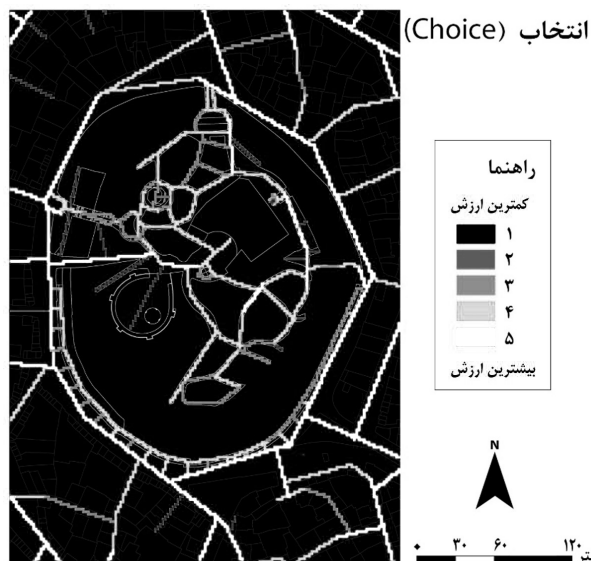 انتخاب (Choice)
راهنما
کمترین ارزش
۱
۲
۳
۴
۵
بیشترین ارزش
N
۰ ۳۰ ۶۰ ۱۲۰